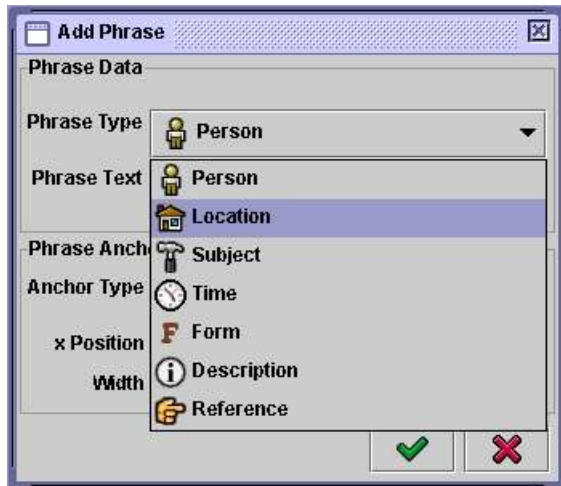 Add Phrase
Phrase Data
Phrase Type
Person
Phrase Text
Person
Location
Phrase Anch
Subject
Anchor Type
Time
x Position
F Form
Width
i Description
Reference